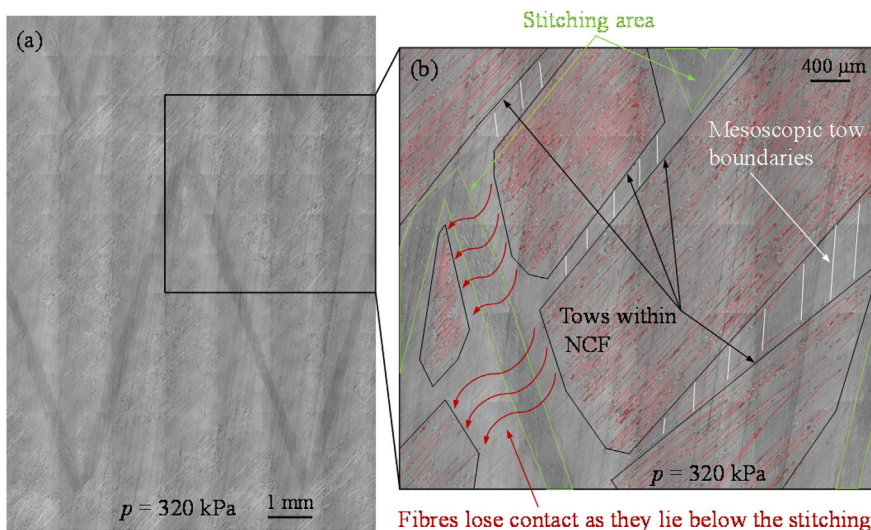 Stitching area
(a)
(b)
400 μm
Mesoscopic tow
boundaries
Tows within
NCF
p = 320 kPa
1 mm
p = 320 kPa
Fibres lose contact as they lie below the stitching